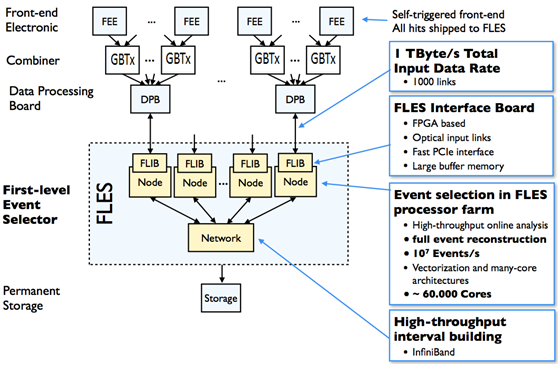 Front-end
Electronic
FEE
...
FEE
...
FEE
...
FEE
Self-triggered front-end
All hits shipped to FLES
Combiner
GBTx
...
GBTx
...
GBTx
...
GBTx
Data Processing
Board
DPB
...
DPB
1 TByte/s Total
Input Data Rate
• 1000 links
FLES Interface Board
• FPGA based
• Optical input links
• Fast PCIe interface
• Large buffer memory
First-level
Event
Selector
FLES
FLIB
FLIB
FLIB
FLIB
Node
Node
...
Node
Node
Network
Event selection in FLES
processor farm
• High-throughput online analysis
• full event reconstruction
• 10⁷ Events/s
• Vectorization and many-core
architectures
• ~ 60.000 Cores
Permanent
Storage
Storage
High-throughput
interval building
• InfiniBand